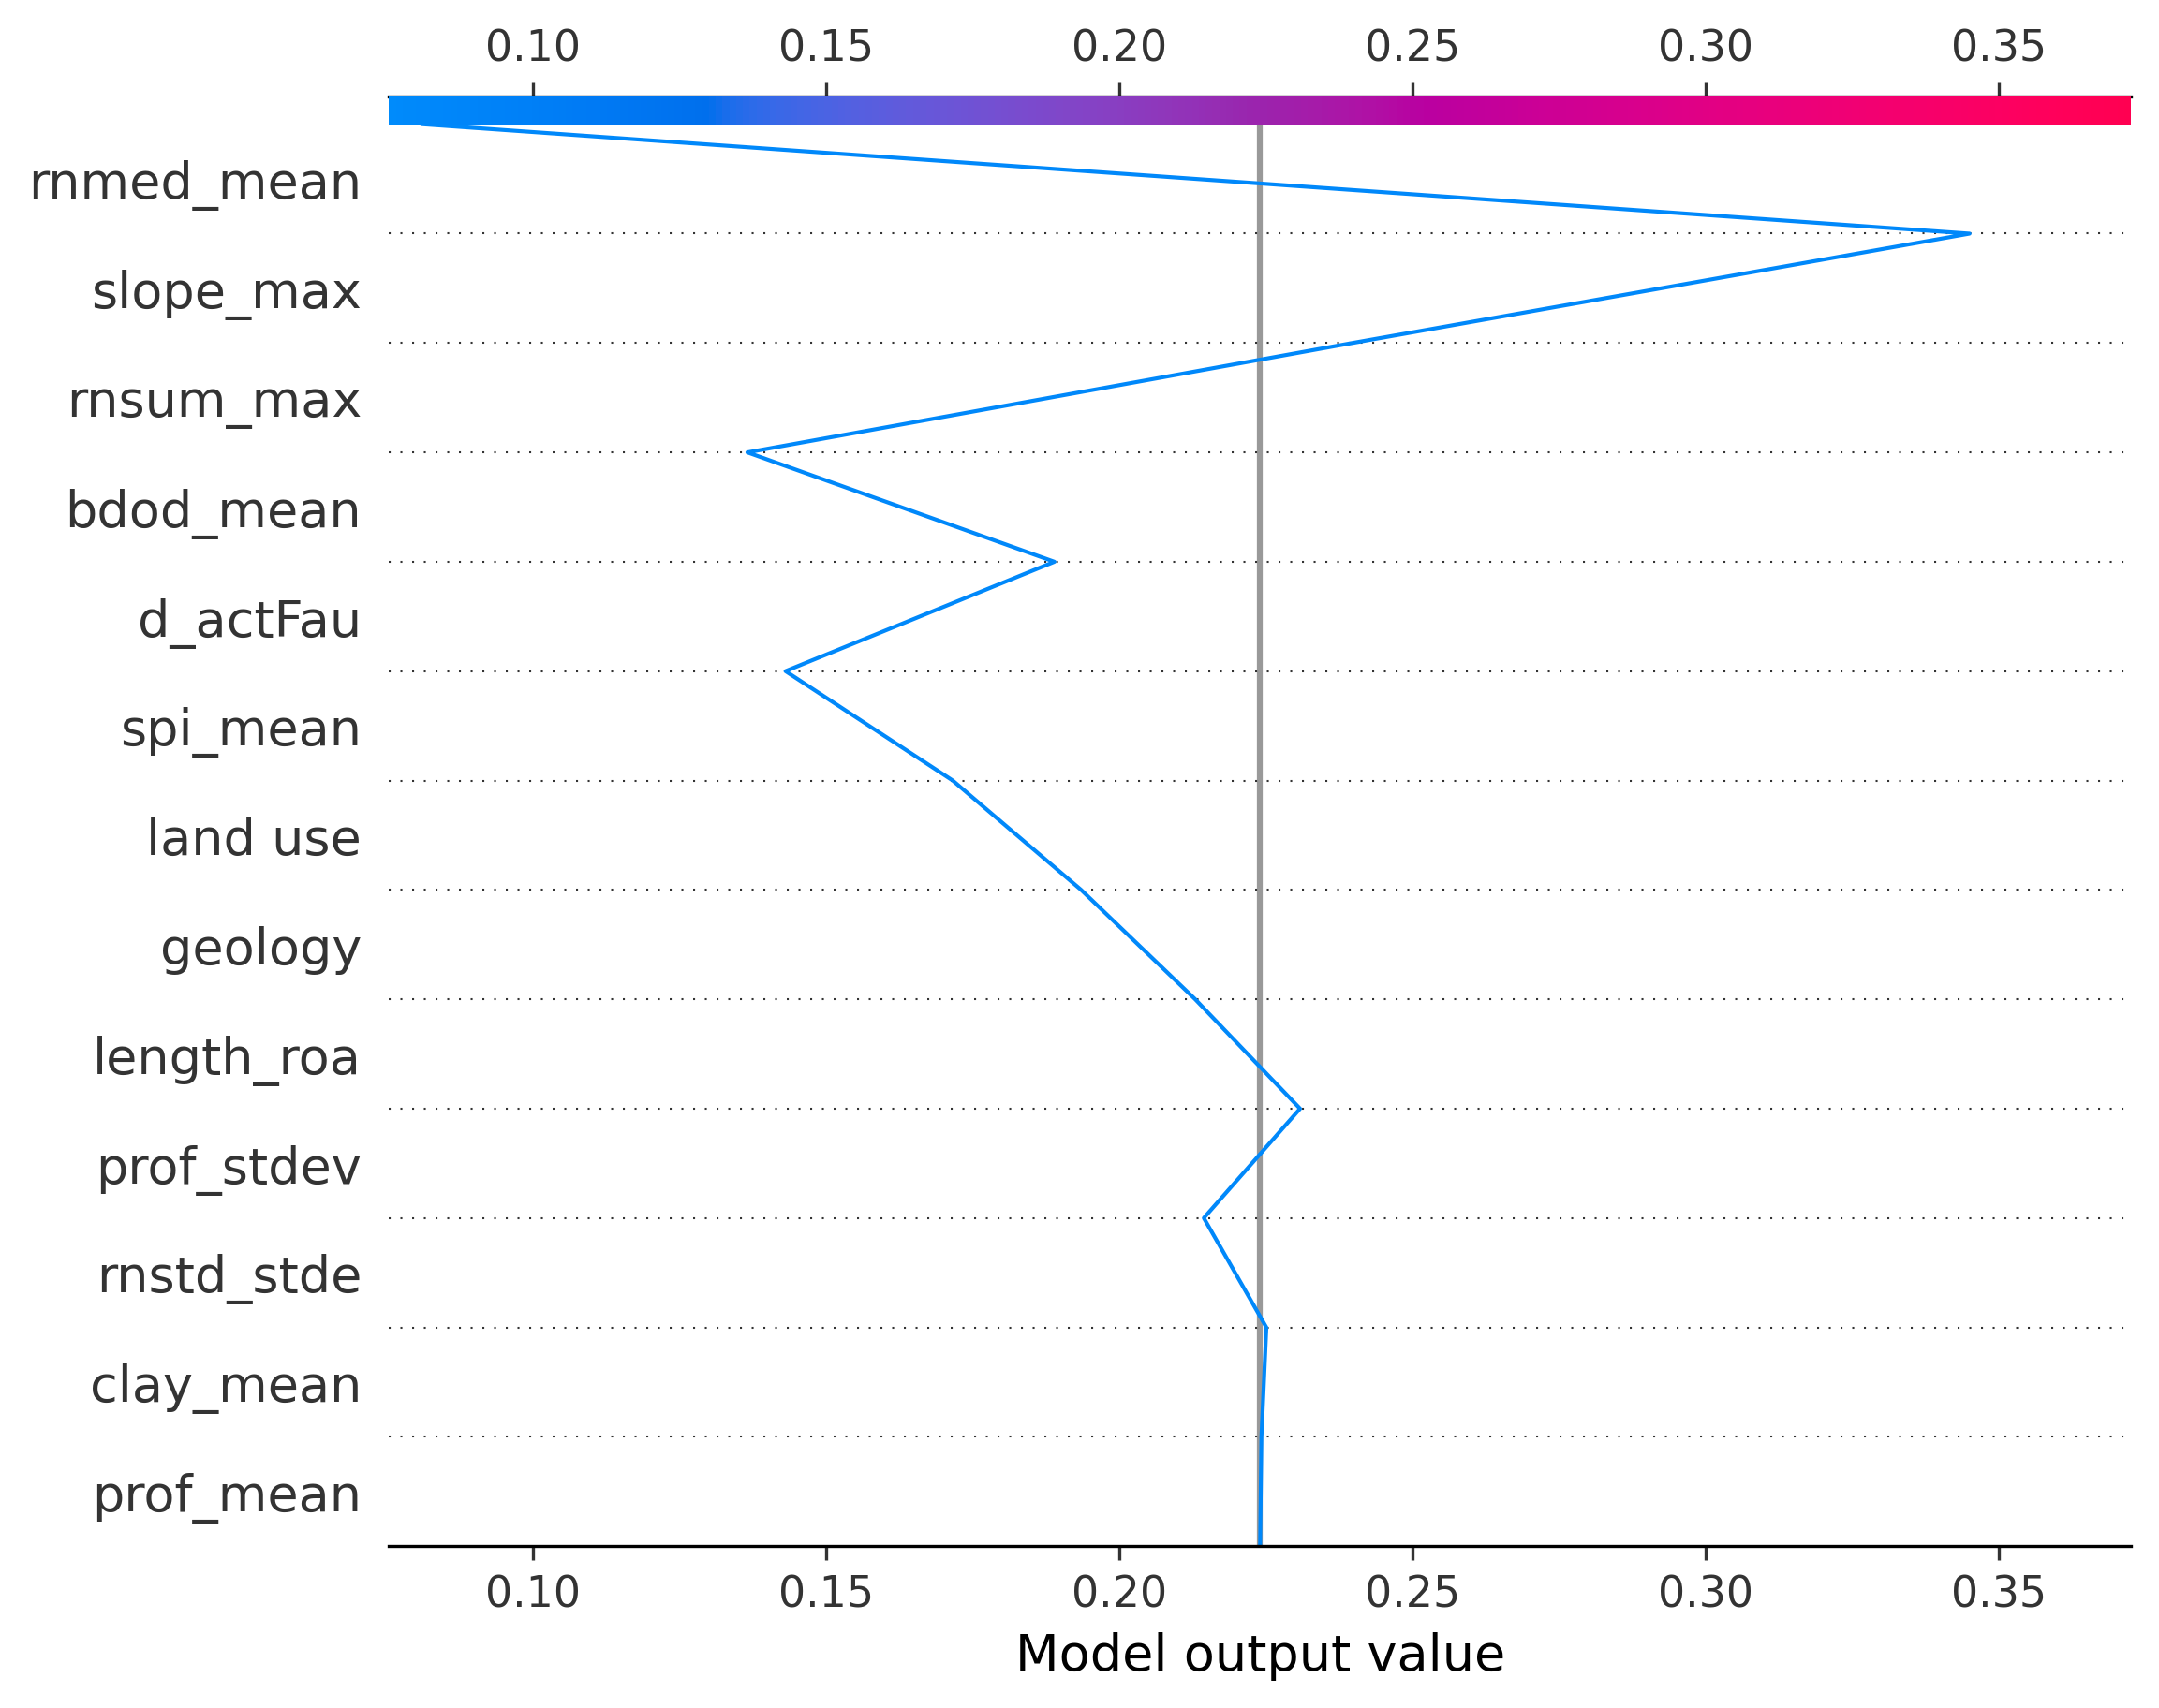 0.10 0.15 0.20 0.25 0.30 0.35
rnmed_mean
slope_max
rnsum_max
bdod_mean
d_actFau
spi_mean
land use
geology
length_roa
prof_stdev
rnstd_stde
clay_mean
prof_mean
0.10 0.15 0.20 0.25 0.30 0.35
Model output value